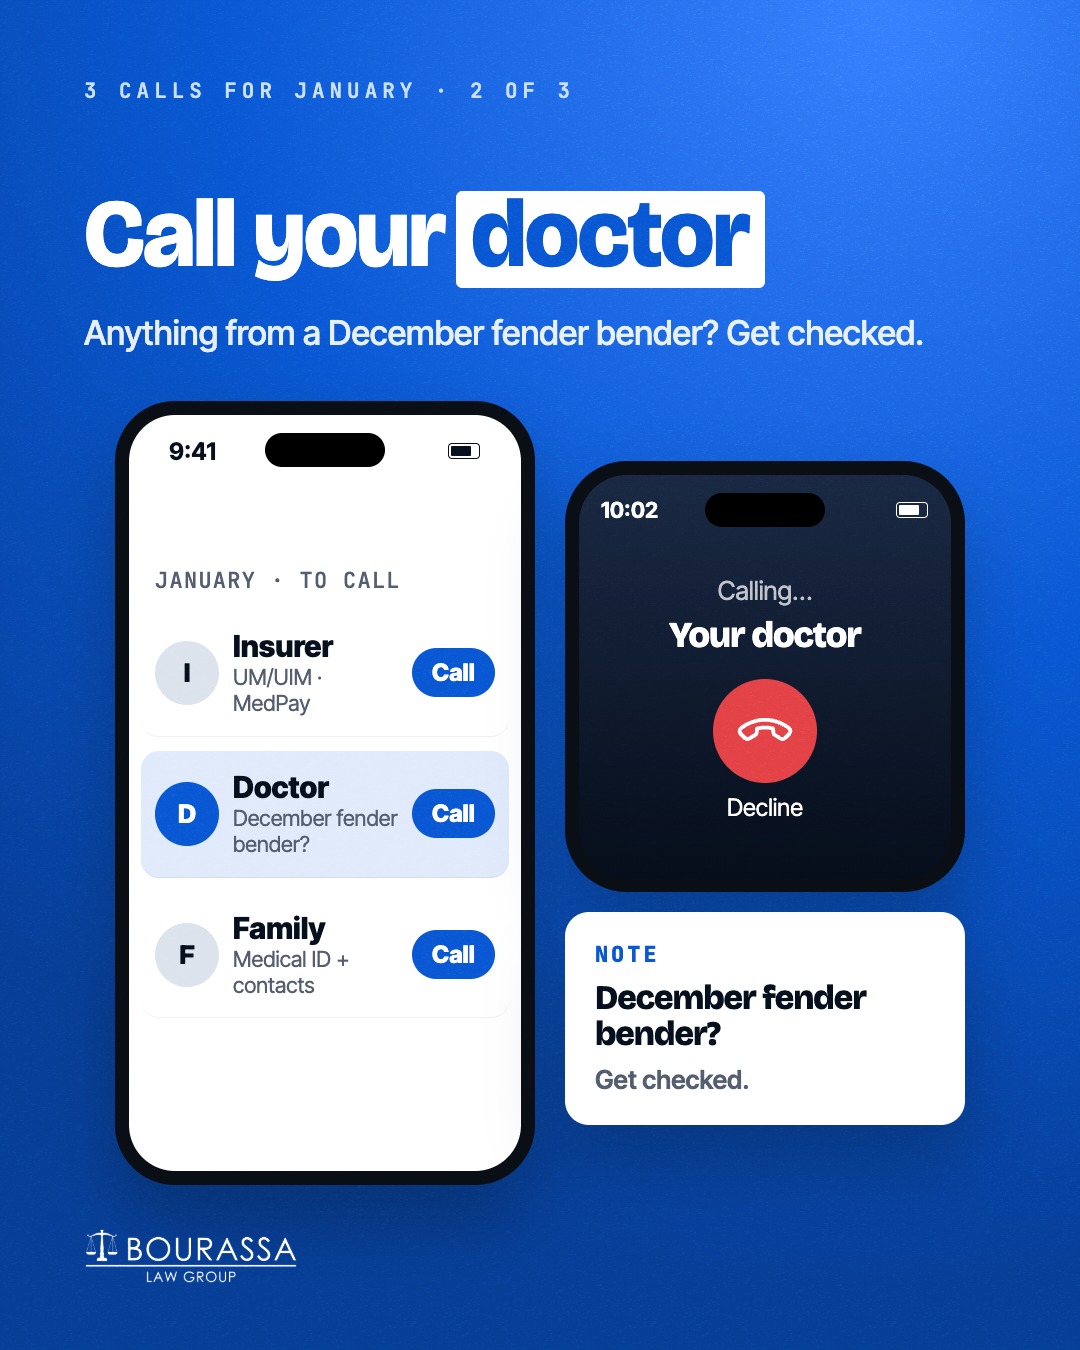 3 CALLS FOR JANUARY · 2 OF 3
Call your doctor
Anything from a December fender bender? Get checked.
9:41
JANUARY · TO CALL
I
Insurer
UM/UIM ·
MedPay
Call
D
Doctor
December fender
bender?
Call
F
Family
Medical ID +
contacts
Call
10:02
Calling...
Your doctor
Decline
NOTE
December fender
bender?
Get checked.
BOURASSA
LAW GROUP